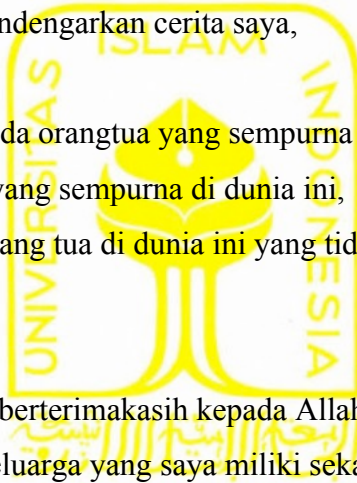 ndengarkan cerita saya,
ISLAM
da orangtua yang sempurna
yang sempurna di dunia ini,
ang tua di dunia ini yang tid
UNIVERSITAS
INDONESIA
berterimakasih kepada Allah
eluarga yang saya miliki seka